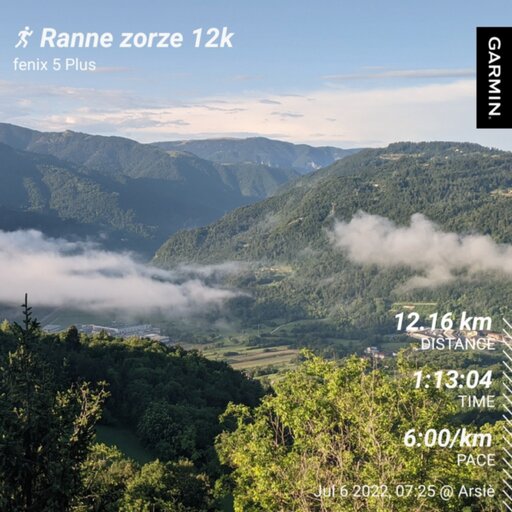 Ranne zorze 12k
fenix 5 Plus
GARMIN
12.16 km
DISTANCE
1:13:04
TIME
6:00/km
PACE
Jul 6 2022, 07:25 @ Arsiè